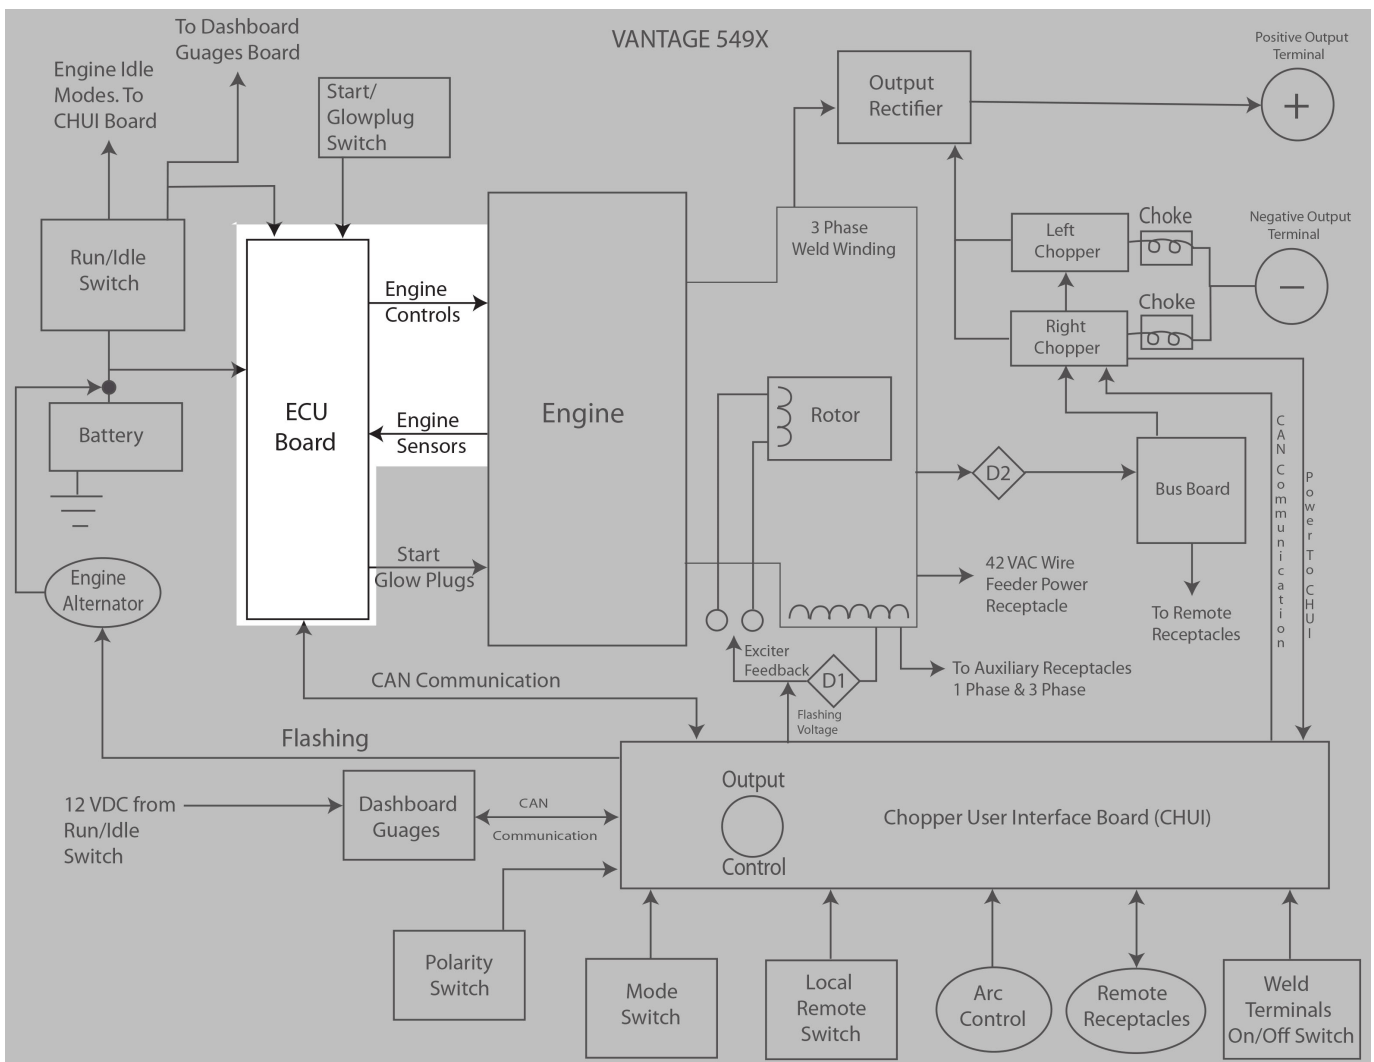 VANTAGE 549X
To Dashboard
Guages Board
Engine Idle
Modes. To
CHUI Board
Start/
Glowplug
Switch
Output
Rectifier
Positive Output
Terminal
+
Run/Idle
Switch
3 Phase
Weld Winding
Left
Chopper
Choke
Negative Output
Terminal
−
Engine
Controls
Right
Chopper
Choke
ECU
Board
Engine
Sensors
Engine
Rotor
Battery
D2
Bus Board
CAN Communication
Power To CHUI
Start
Glow Plugs
Engine
Alternator
42 VAC Wire
Feeder Power
Receptacle
To Remote
Receptacles
Exciter
Feedback
D1
To Auxiliary Receptacles
1 Phase & 3 Phase
CAN Communication
Flashing
Voltage
Flashing
12 VDC from
Run/Idle
Switch
Dashboard
Guages
CAN
Communication
Output
Control
Chopper User Interface Board (CHUI)
Polarity
Switch
Mode
Switch
Local
Remote
Switch
Arc
Control
Remote
Receptacles
Weld
Terminals
On/Off Switch